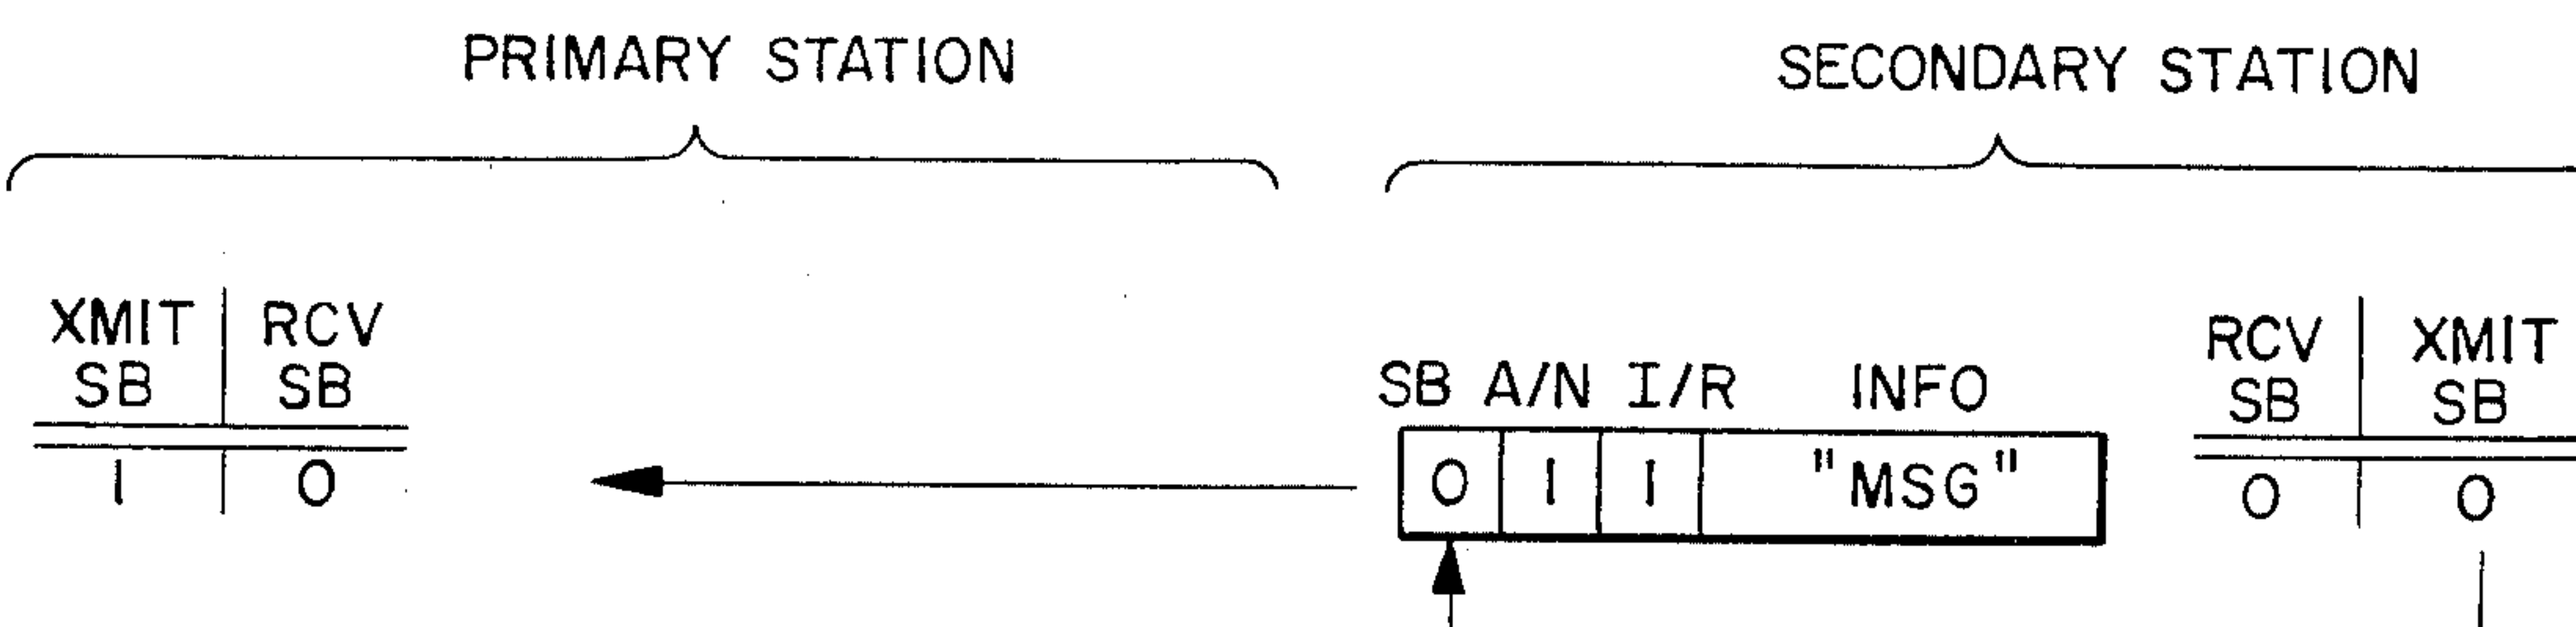 PRIMARY STATION
SECONDARY STATION
XMIT SB RCV SB
SB A/N I/R INFO
RCV SB XMIT SB
1 0
0 1 1 "MSG"
0 0